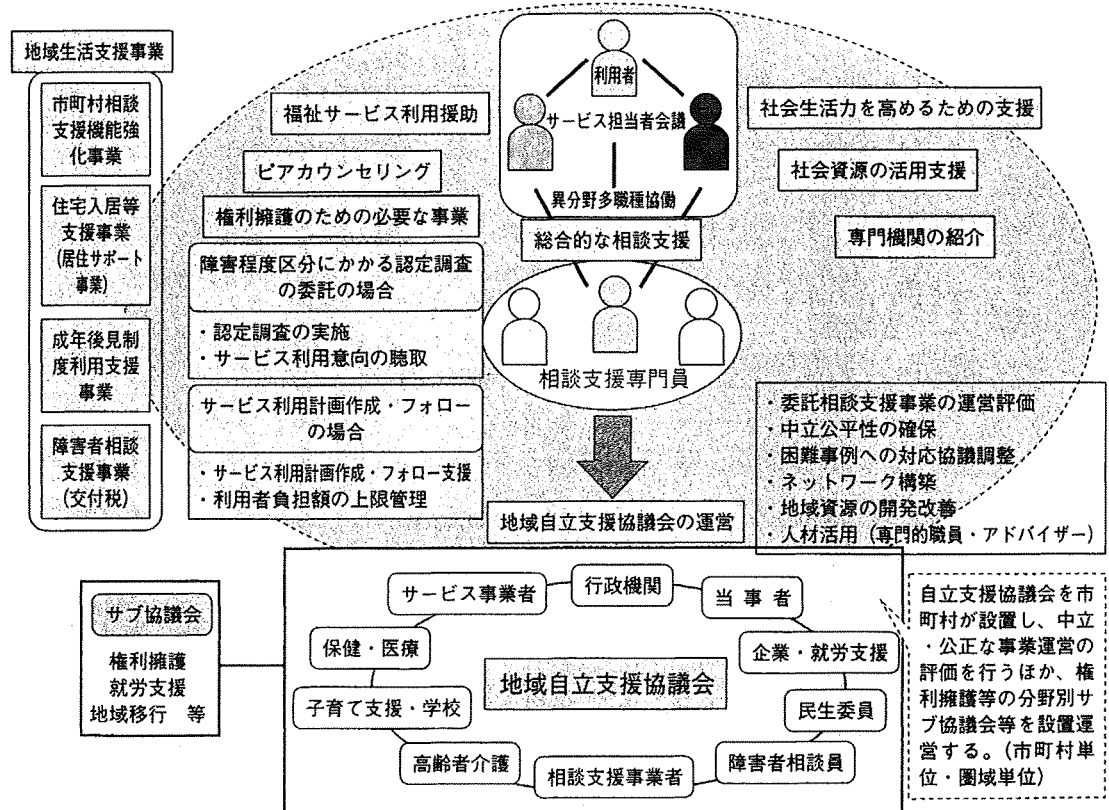 地域生活支援事業
市町村相談
支援機能強
化事業
住宅入居等
支援事業
(居住サポート
事業)
成年後見制
度利用支援
事業
障害者相談
支援事業
(交付税)
利用者
サービス担当者会議
異分野多職種協働
総合的な相談支援
相談支援専門員
福祉サービス利用援助
ピアカウンセリング
権利擁護のための必要な事業
障害程度区分にかかる認定調査
の委託の場合
・認定調査の実施
・サービス利用意向の聴取
サービス利用計画作成・フォロー
の場合
・サービス利用計画作成・フォロー支援
・利用者負担額の上限管理
社会生活力を高めるための支援
社会資源の活用支援
専門機関の紹介
・委託相談支援事業の運営評価
・中立公平性の確保
・困難事例への対応協議調整
・ネットワーク構築
・地域資源の開発改善
・人材活用(専門的職員・アドバイザー)
地域自立支援協議会の運営
サブ協議会
権利擁護
就労支援
地域移行 等
地域自立支援協議会
行政機関
当事者
企業・就労支援
民生委員
障害者相談員
相談支援事業者
高齢者介護
子育て支援・学校
保健・医療
サービス事業者
自立支援協議会を市
町村が設置し、中立
・公正な事業運営の
評価を行うほか、権
利擁護等の分野別サ
ブ協議会等を設置運
営する。(市町村単
位・圏域単位)